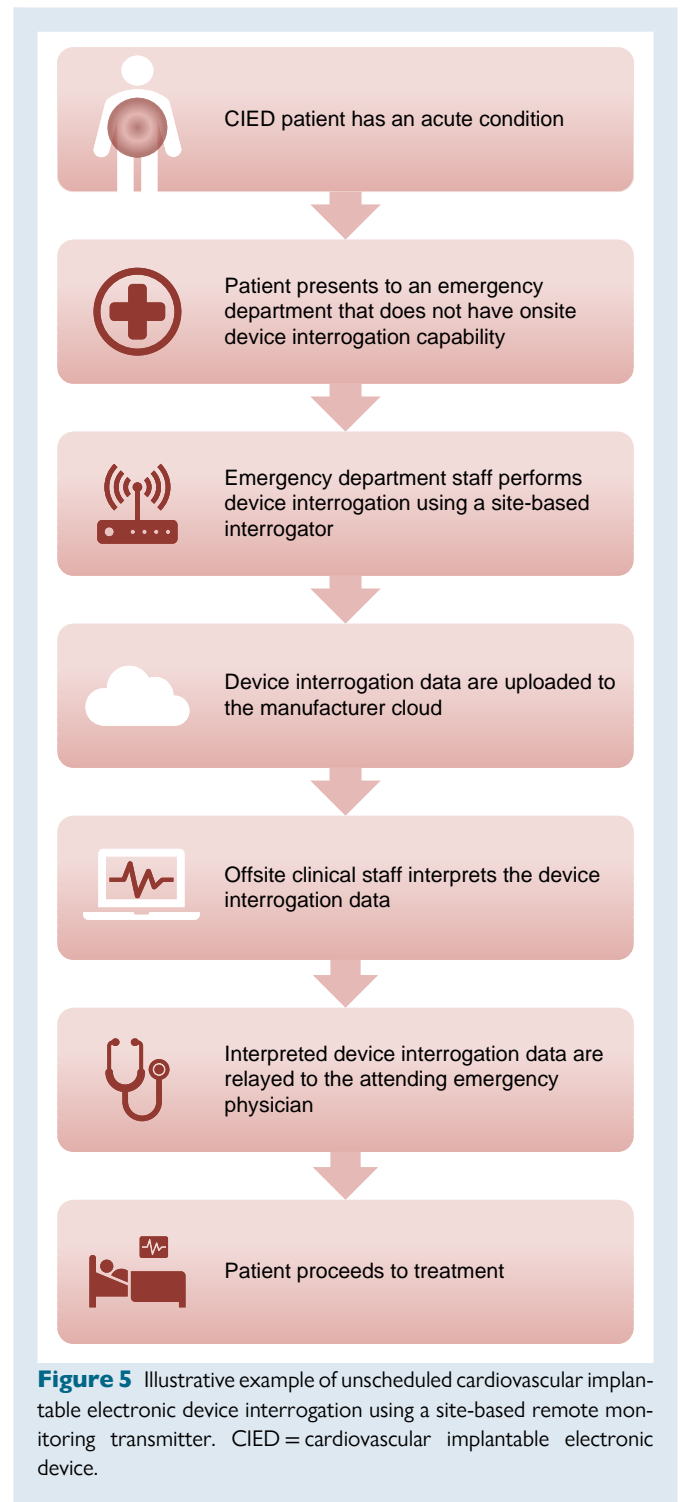 CIED patient has an acute condition
Patient presents to an emergency
department that does not have onsite
device interrogation capability
Emergency department staff performs
device interrogation using a site-based
interrogator
Device interrogation data are uploaded to
the manufacturer cloud
Offsite clinical staff interprets the device
interrogation data
Interpreted device interrogation data are
relayed to the attending emergency
physician
Patient proceeds to treatment
Figure 5 Illustrative example of unscheduled cardiovascular implan-
table electronic device interrogation using a site-based remote mon-
itoring transmitter. CIED = cardiovascular implantable electronic
device.